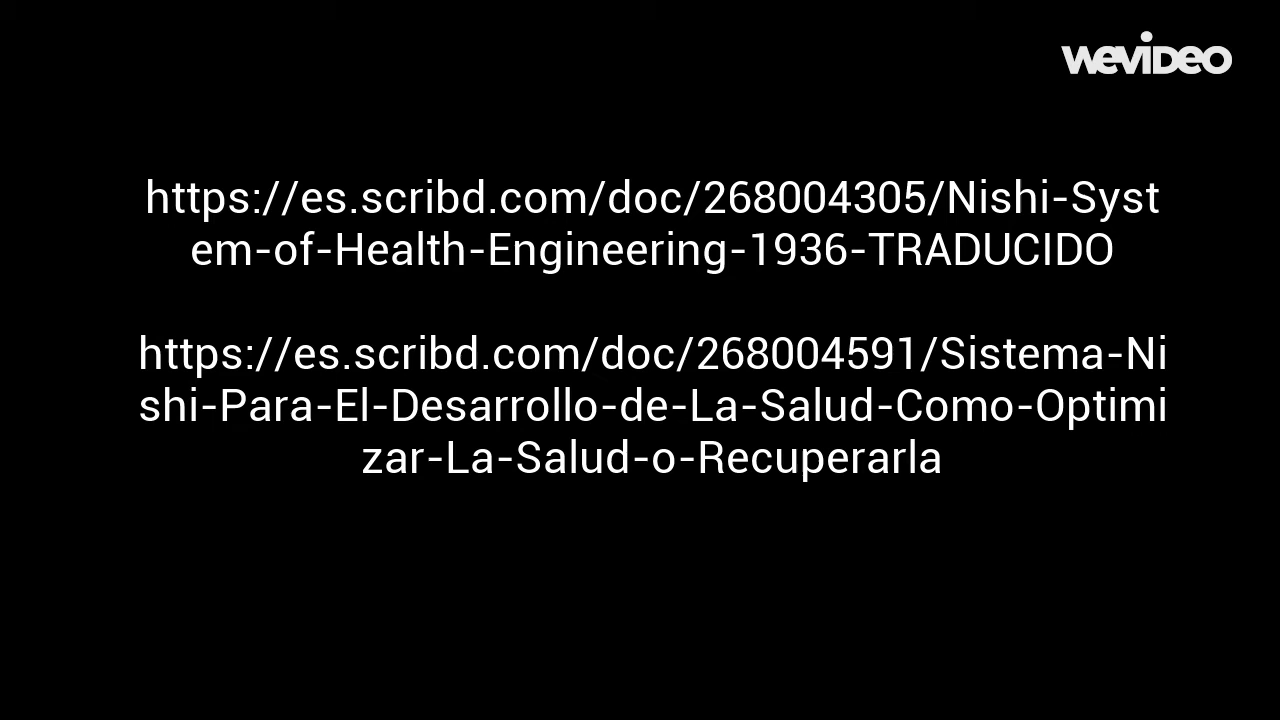 wevideo
https://es.scribd.com/doc/268004305/Nishi-Syst
em-of-Health-Engineering-1936-TRADUCIDO
https://es.scribd.com/doc/268004591/Sistema-Ni
shi-Para-El-Desarrollo-de-La-Salud-Como-Optimi
zar-La-Salud-o-Recuperarla